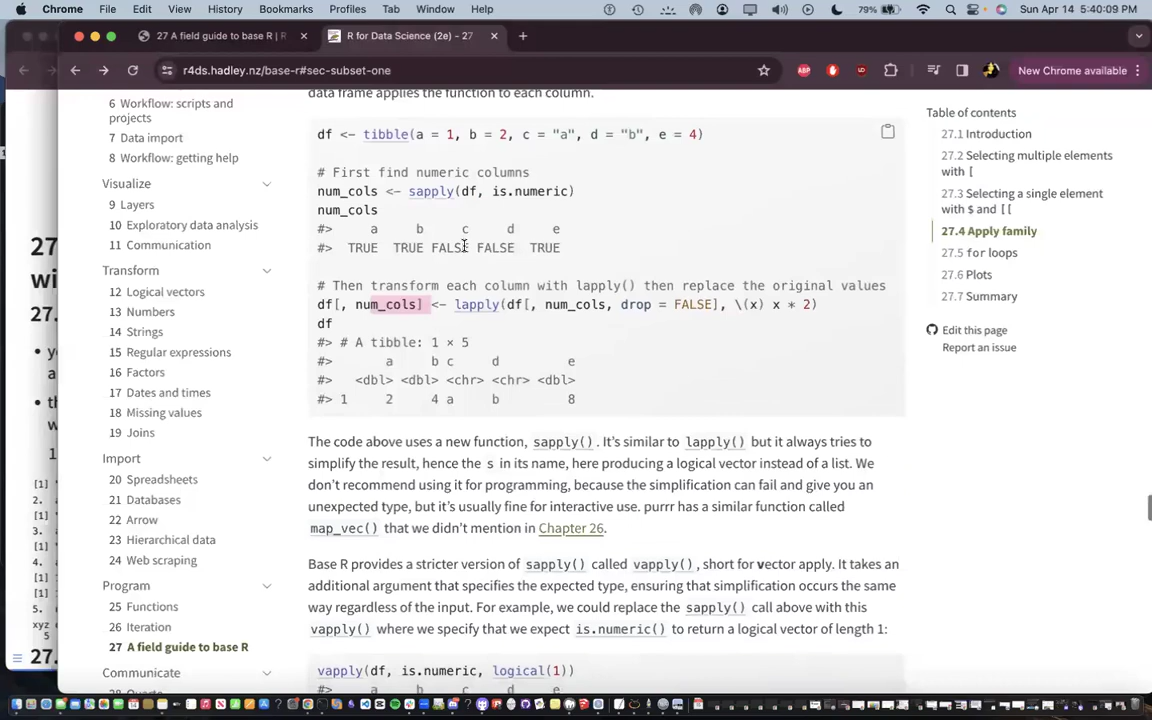 Chrome File Edit View History Bookmarks Profiles Tab Window Help 79% Sun Apr 14 5:40:09 PM
27 A field guide to base R | R
R for Data Science (2e) - 27
r4ds.hadley.nz/base-r#sec-subset-one
New Chrome available
6 Workflow: scripts and
projects
7 Data import
8 Workflow: getting help
Visualize
9 Layers
10 Exploratory data analysis
11 Communication
Transform
12 Logical vectors
13 Numbers
14 Strings
15 Regular expressions
16 Factors
17 Dates and times
18 Missing values
19 Joins
Import
20 Spreadsheets
21 Databases
22 Arrow
23 Hierarchical data
24 Web scraping
Program
25 Functions
26 Iteration
27 A field guide to base R
Communicate
data frame applies the function to each column.
df <- tibble(a = 1, b = 2, c = "a", d = "b", e = 4)
# First find numeric columns
num_cols <- sapply(df, is.numeric)
num_cols
#> a b c d e
#> TRUE TRUE FALSE FALSE TRUE
# Then transform each column with lapply() then replace the original values
df[, num_cols] <- lapply(df[, num_cols, drop = FALSE], \(x) x * 2)
df
#> # A tibble: 1 × 5
#> a b c d e
#> <dbl> <dbl> <chr> <chr> <dbl>
#> 1 2 4 a b 8
The code above uses a new function, sapply(). It’s similar to lapply() but it always tries to
simplify the result, hence the s in its name, here producing a logical vector instead of a list. We
don’t recommend using it for programming, because the simplification can fail and give you an
unexpected type, but it’s usually fine for interactive use. purrr has a similar function called
map_vec() that we didn’t mention in Chapter 26.
Base R provides a stricter version of sapply() called vapply(), short for vector apply. It takes an
additional argument that specifies the expected type, ensuring that simplification occurs the same
way regardless of the input. For example, we could replace the sapply() call above with this
vapply() where we specify that we expect is.numeric() to return a logical vector of length 1:
vapply(df, is.numeric, logical(1))
#> a b c d e
Table of contents
27.1 Introduction
27.2 Selecting multiple elements
with [
27.3 Selecting a single element
with $ and [[
27.4 Apply family
27.5 for loops
27.6 Plots
27.7 Summary
Edit this page
Report an issue
27.
wi
27.
• y
a
• th
w
1
[1] "
2.
[1] "
3.
[1] "
4.
[1]
5.
xyz
5
27.